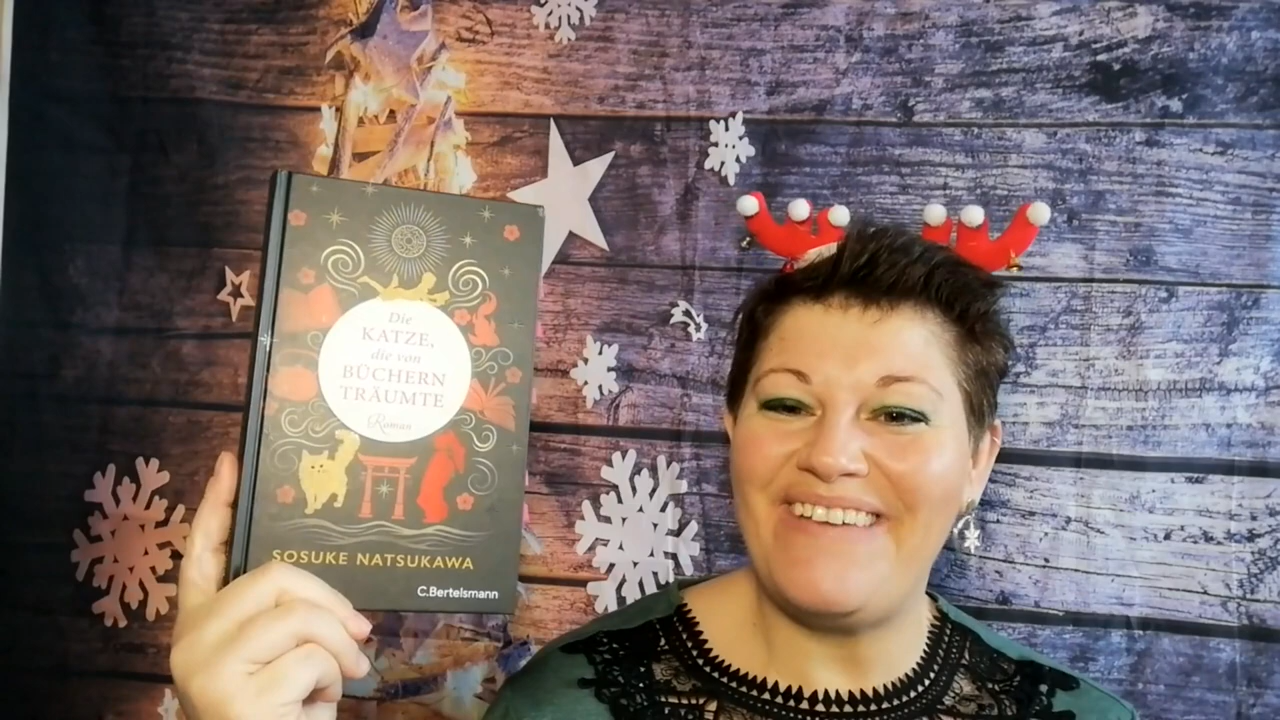 Die
KATZE,
die von
BÜCHERN
TRÄUMTE
Roman
SOSUKE NATSUKAWA
C.Bertelsmann